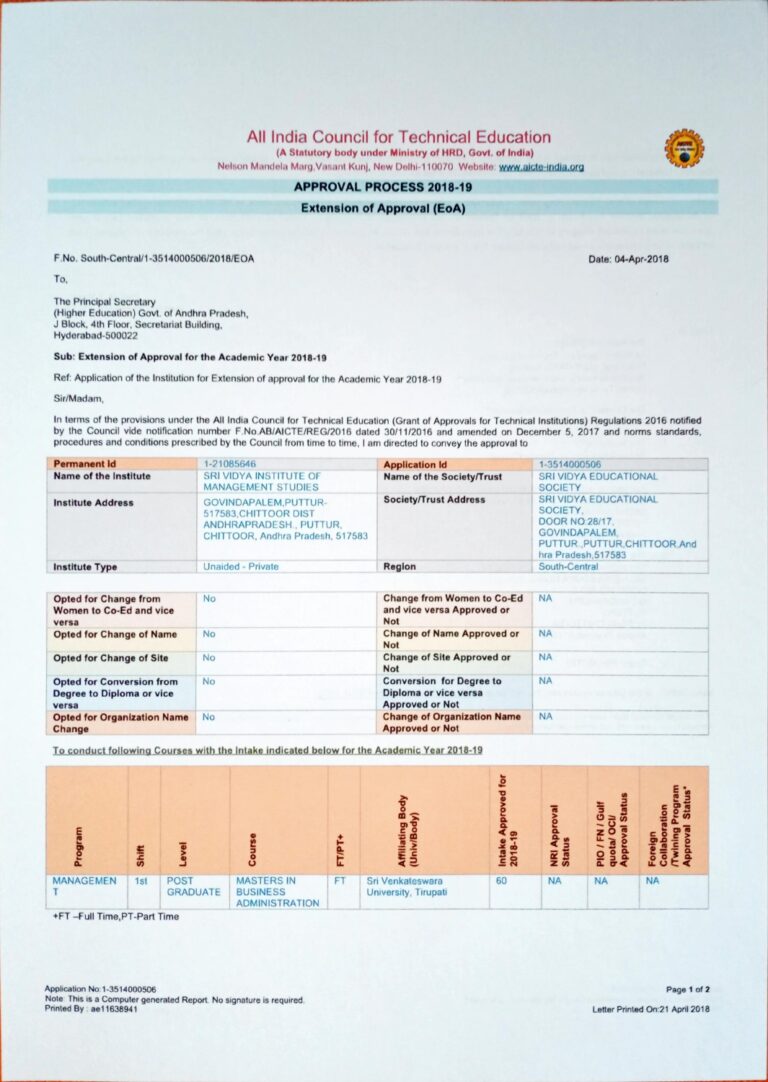 All India Council for Technical Education
(A Statutory body under Ministry of HRD, Govt. of India)
Nelson Mandela Marg,Vasant Kunj, New Delhi-110070 Website: www.aicte-india.org
APPROVAL PROCESS 2018-19
Extension of Approval (EoA)
F.No. South-Central/1-3514000506/2018/EOA
Date: 04-Apr-2018
To,
The Principal Secretary
(Higher Education) Govt. of Andhra Pradesh,
J Block, 4th Floor, Secretariat Building,
Hyderabad-500022
Sub: Extension of Approval for the Academic Year 2018-19
Ref: Application of the Institution for Extension of approval for the Academic Year 2018-19
Sir/Madam,
In terms of the provisions under the All India Council for Technical Education (Grant of Approvals for Technical Institutions) Regulations 2016 notified
by the Council vide notification number F.No.AB/AICTE/REG/2016 dated 30/11/2016 and amended on December 5, 2017 and norms standards,
procedures and conditions prescribed by the Council from time to time, I am directed to convey the approval to
Permanent Id
1-21085646
Application Id
1-3514000506
Name of the Institute
SRI VIDYA INSTITUTE OF
MANAGEMENT STUDIES
Name of the Society/Trust
SRI VIDYA EDUCATIONAL
SOCIETY
Institute Address
GOVINDAPALEM,PUTTUR-
517583,CHITTOOR DIST
ANDHRAPRADESH., PUTTUR,
CHITTOOR, Andhra Pradesh, 517583
Society/Trust Address
SRI VIDYA EDUCATIONAL
SOCIETY,
DOOR NO:28/17,
GOVINDAPALEM,
PUTTUR.,PUTTUR,CHITTOOR,And
hra Pradesh,517583
Institute Type
Unaided - Private
Region
South-Central
Opted for Change from
Women to Co-Ed and vice
versa
No
Change from Women to Co-Ed
and vice versa Approved or
Not
NA
Opted for Change of Name
No
Change of Name Approved or
Not
NA
Opted for Change of Site
No
Change of Site Approved or
Not
NA
Opted for Conversion from
Degree to Diploma or vice
versa
No
Conversion for Degree to
Diploma or vice versa
Approved or Not
NA
Opted for Organization Name
Change
No
Change of Organization Name
Approved or Not
NA
To conduct following Courses with the Intake indicated below for the Academic Year 2018-19
Program
Shift
Level
Course
FT/PT+
Affiliating Body
(Univ/Body)
Intake Approved for
2018-19
NRI Approval
Status
PIO / FN / Gulf
quota/ OCI/
Approval Status
Foreign
Collaboration
/Twining Program
Approval Status*
MANAGEMEN
T
1st
POST
GRADUATE
MASTERS IN
BUSINESS
ADMINISTRATION
FT
Sri Venkateswara
University, Tirupati
60
NA
NA
NA
+FT –Full Time,PT-Part Time
Application No:1-3514000506
Note: This is a Computer generated Report. No signature is required.
Printed By : ae11638941
Page 1 of 2
Letter Printed On:21 April 2018